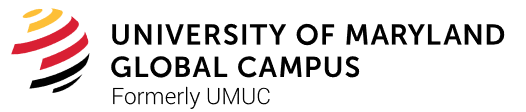 UNIVERSITY OF MARYLAND
GLOBAL CAMPUS
Formerly UMUC